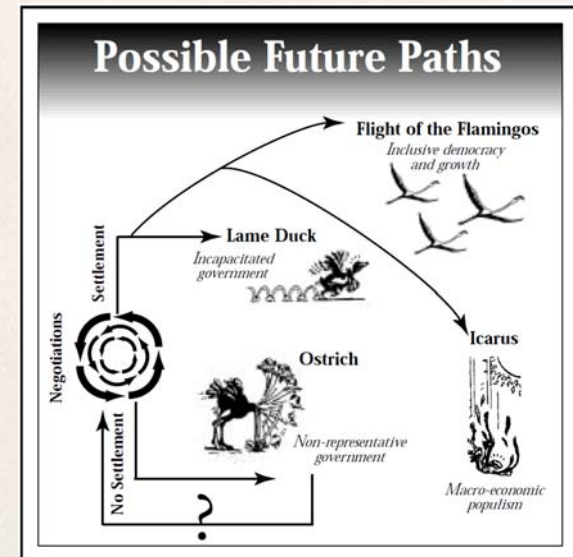 Possible Future Paths
Flight of the Flamingos
Inclusive democracy
and growth
Settlement
Lame Duck
Incapacitated
government
Negotiations
Icarus
Ostrich
Non-representative
government
No Settlement
?
Macro-economic
populism